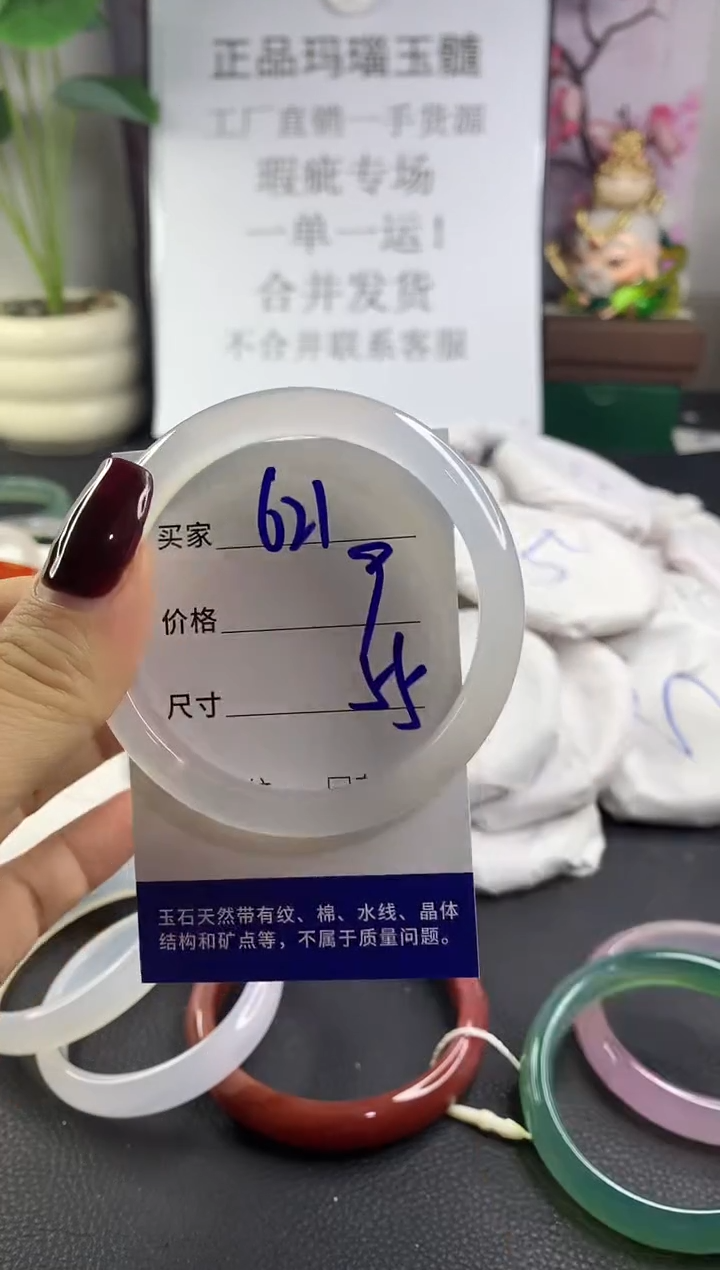 正品玛瑙玉髓
工厂直销一手货源
瑕疵专场
一单一运！
合并发货
不合并联系客服
买家 621
价格
尺寸 55
玉石天然带有纹、棉、水线、晶体
结构和矿点等，不属于质量问题。
5